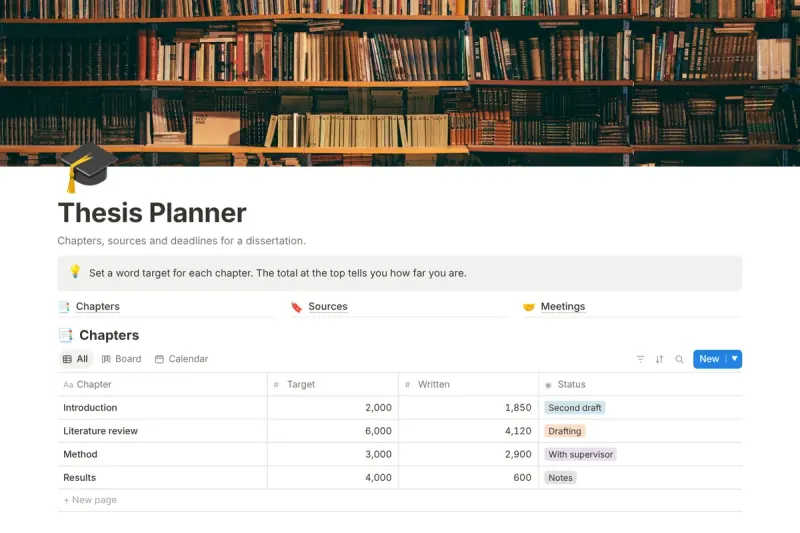 Thesis Planner
Chapters, sources and deadlines for a dissertation.
Set a word target for each chapter. The total at the top tells you how far you are.
Chapters Sources Meetings
Chapters
All Board Calendar New
Aa Chapter # Target # Written Status
Introduction 2,000 1,850 Second draft
Literature review 6,000 4,120 Drafting
Method 3,000 2,900 With supervisor
Results 4,000 600 Notes
+ New page